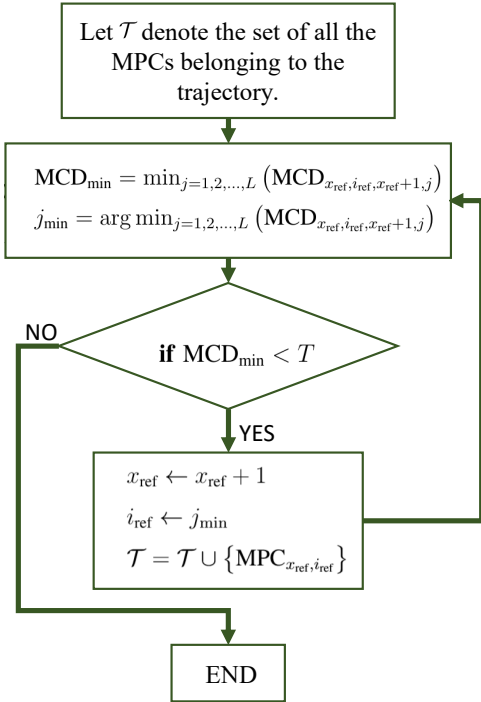 Let 𝒯 denote the set of all the
MPCs belonging to the
trajectory.
MCD_min = min_{j=1,2,...,L} (MCD_{x_ref,i_ref,x_ref+1,j})
j_min = arg min_{j=1,2,...,L} (MCD_{x_ref,i_ref,x_ref+1,j})
NO
if MCD_min < T
YES
x_ref ← x_ref + 1
i_ref ← j_min
𝒯 = 𝒯 ∪ {MPC_{x_ref,i_ref}}
END